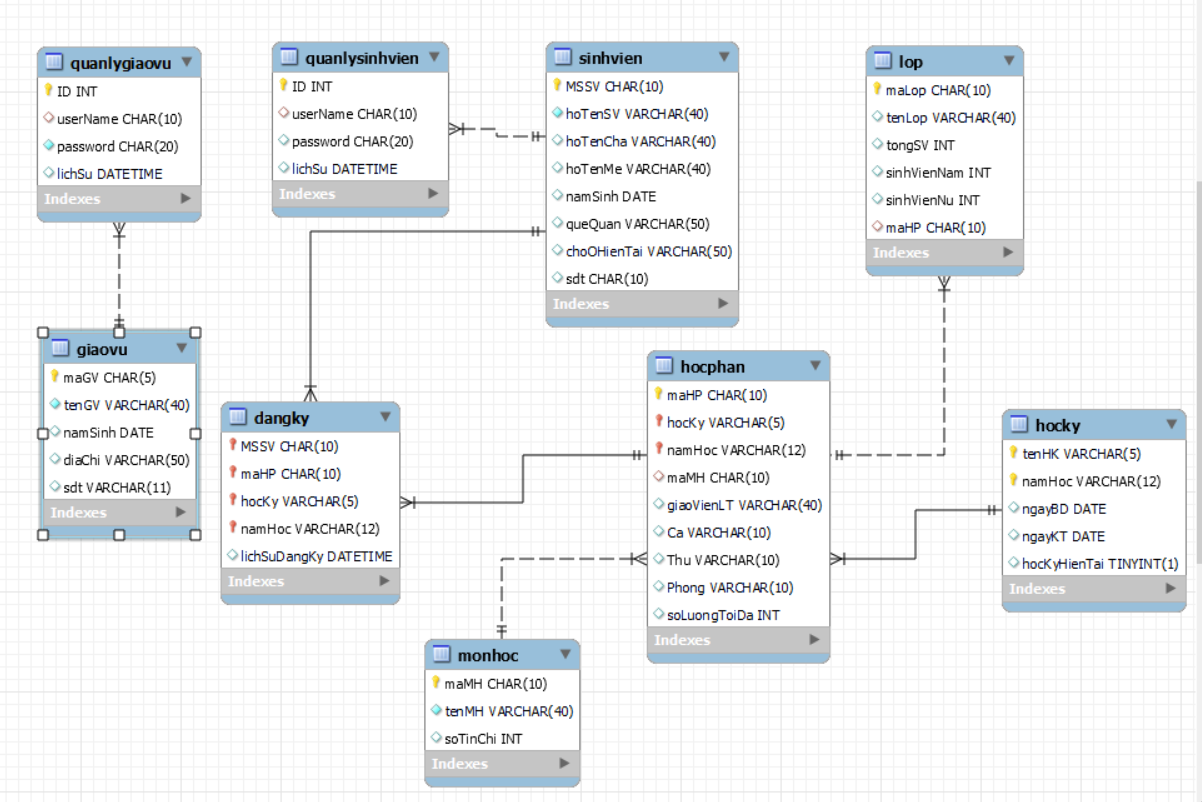 quanlygiaovu
ID INT
userName CHAR(10)
password CHAR(20)
lichSu DATETIME
Indexes
quanlysinhvien
ID INT
userName CHAR(10)
password CHAR(20)
lichSu DATETIME
Indexes
sinhvien
MSSV CHAR(10)
hoTenSV VARCHAR(40)
hoTenCha VARCHAR(40)
hoTenMe VARCHAR(40)
namSinh DATE
queQuan VARCHAR(50)
choOHienTai VARCHAR(50)
sdt CHAR(10)
Indexes
lop
maLop CHAR(10)
tenLop VARCHAR(40)
tongSV INT
sinhVienNam INT
sinhVienNu INT
maHP CHAR(10)
Indexes
giaovu
maGV CHAR(5)
tenGV VARCHAR(40)
namSinh DATE
diaChi VARCHAR(50)
sdt VARCHAR(11)
Indexes
dangky
MSSV CHAR(10)
maHP CHAR(10)
hocKy VARCHAR(5)
namHoc VARCHAR(12)
lichSuDangKy DATETIME
Indexes
hocphan
maHP CHAR(10)
hocKy VARCHAR(5)
namHoc VARCHAR(12)
maMH CHAR(10)
giaoVienLT VARCHAR(40)
Ca VARCHAR(10)
Thu VARCHAR(10)
Phong VARCHAR(10)
soLuongToiDa INT
Indexes
hocky
tenHK VARCHAR(5)
namHoc VARCHAR(12)
ngayBD DATE
ngayKT DATE
hocKyHienTai TINYINT(1)
Indexes
monhoc
maMH CHAR(10)
tenMH VARCHAR(40)
soTinChi INT
Indexes